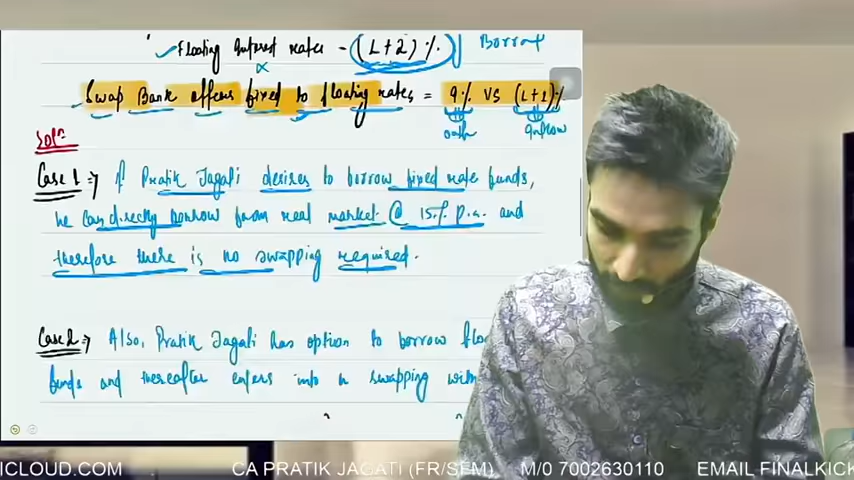 Floating Interest rates - (L+2)%. Borrow
Swap Bank offers fixed to floating rates = 9% VS (L+1)%
outflow inflow
Soln
Case 1 :- If Pratik Jagati desires to borrow fixed rate funds,
he can directly borrow from real market @ 15% p.a. and
therefore there is no swapping required.
Case 2 :- Also, Pratik Jagati has option to borrow flo
funds and thereafter enters into a swapping with
ICLOUD.COM CA PRATIK JAGATI (FR/SFM) M/0 7002630110 EMAIL FINALKICK